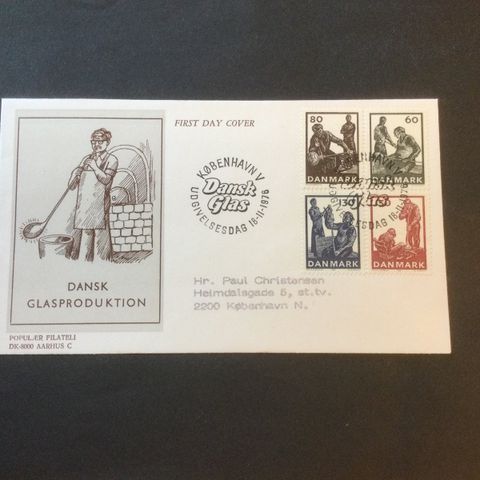 FIRST DAY COVER
KØBENHAVN V
Dansk
Glas
UDGIVELSESDAG 18-11-1976
80
DANMARK
60
DANMARK
130
DANMARK
DANMARK
Hr. Paul Christensen
Heimdalsgade 5, st.tv.
2200 København N.
DANSK
GLASPRODUKTION
POPULÆR FILATELI
DK-8000 AARHUS C